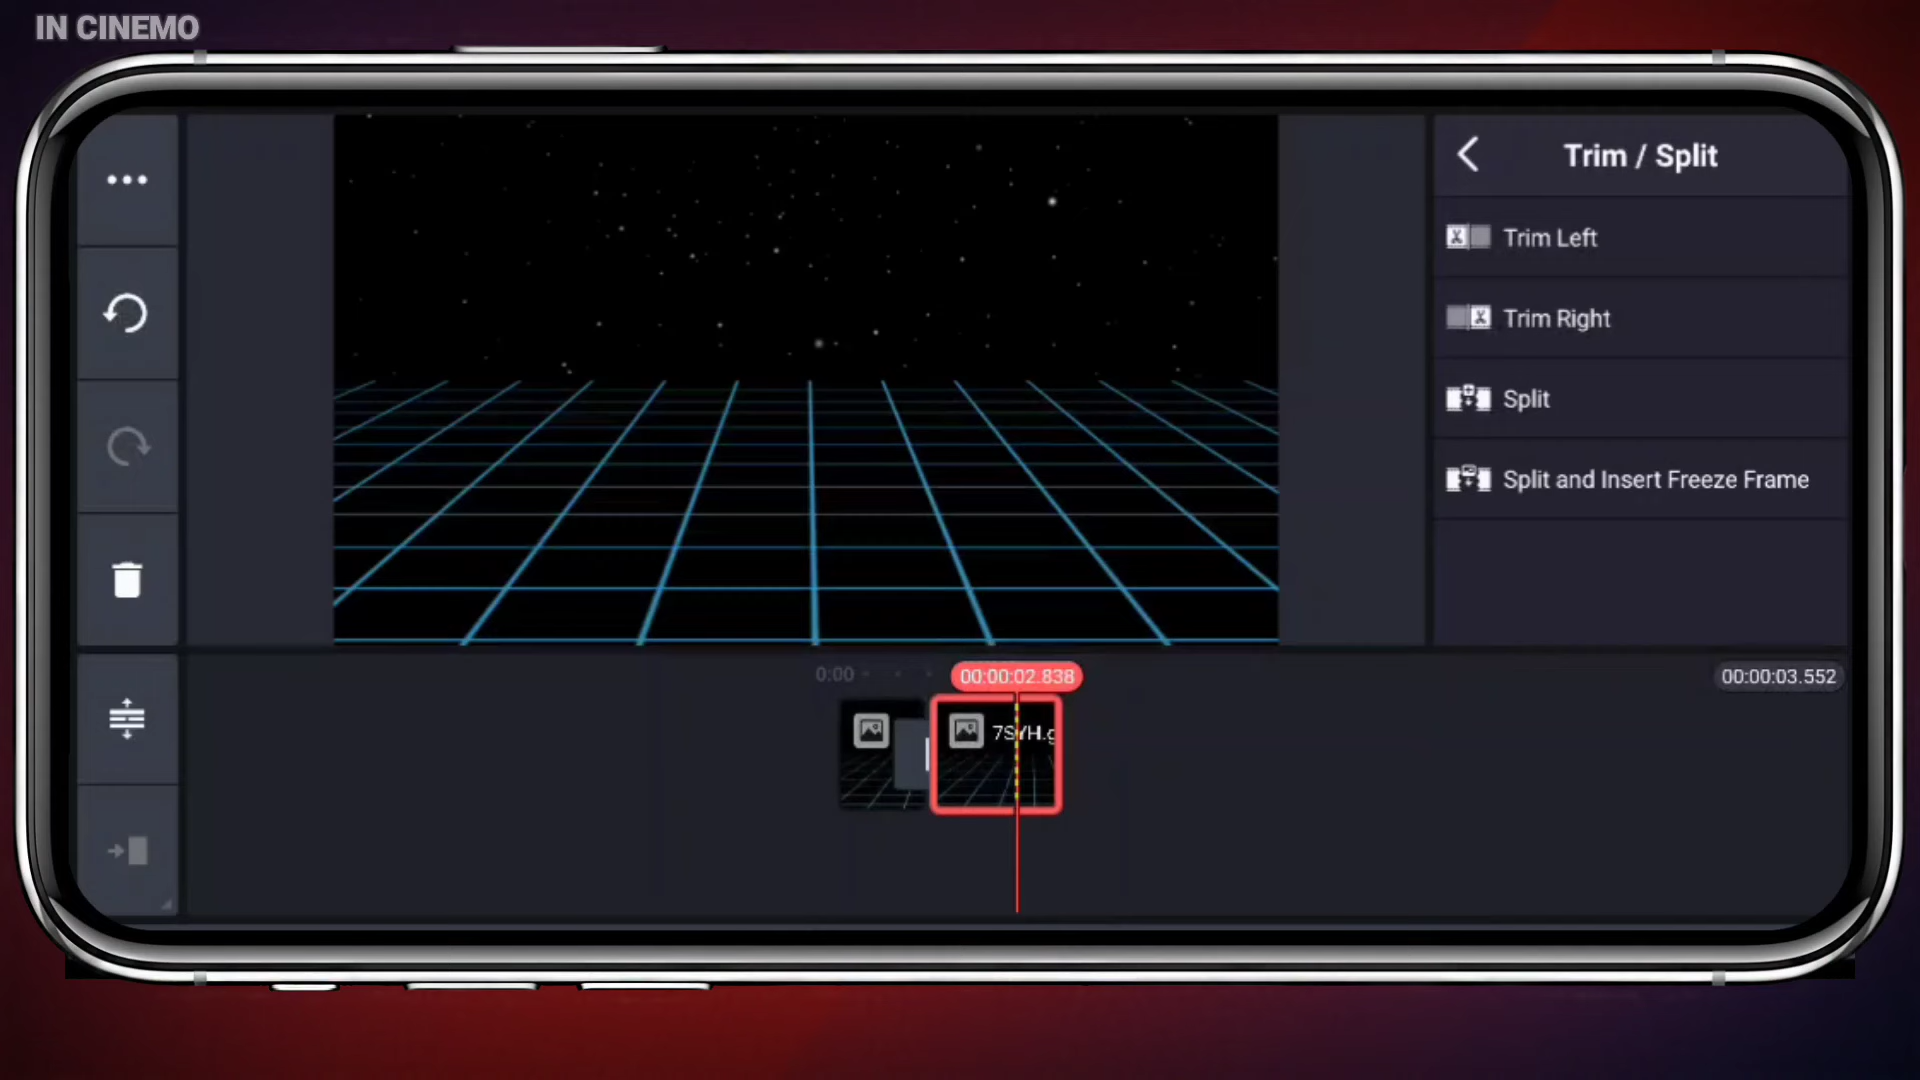 IN CINEMO
Trim / Split
Trim Left
Trim Right
Split
Split and Insert Freeze Frame
0:00
00:00:02.838
00:00:03.552
7SYH.g